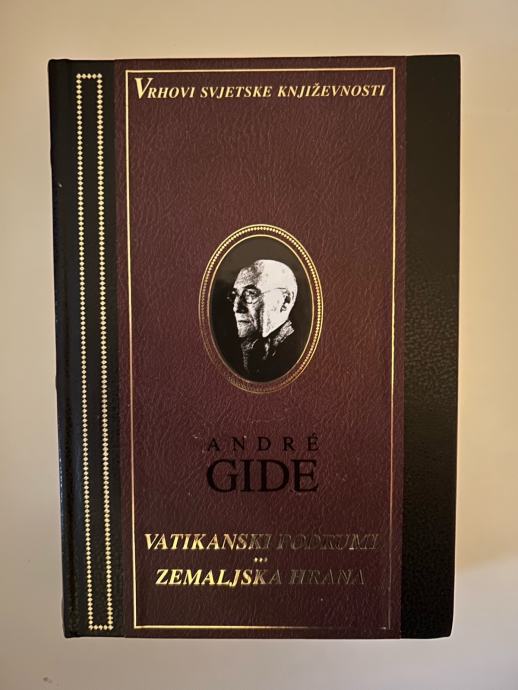 VRHOVI SVJETSKE KNJIŽEVNOSTI
ANDRÉ
GIDE
VATIKANSKI PODRUMI
...
ZEMALJSKA HRANA